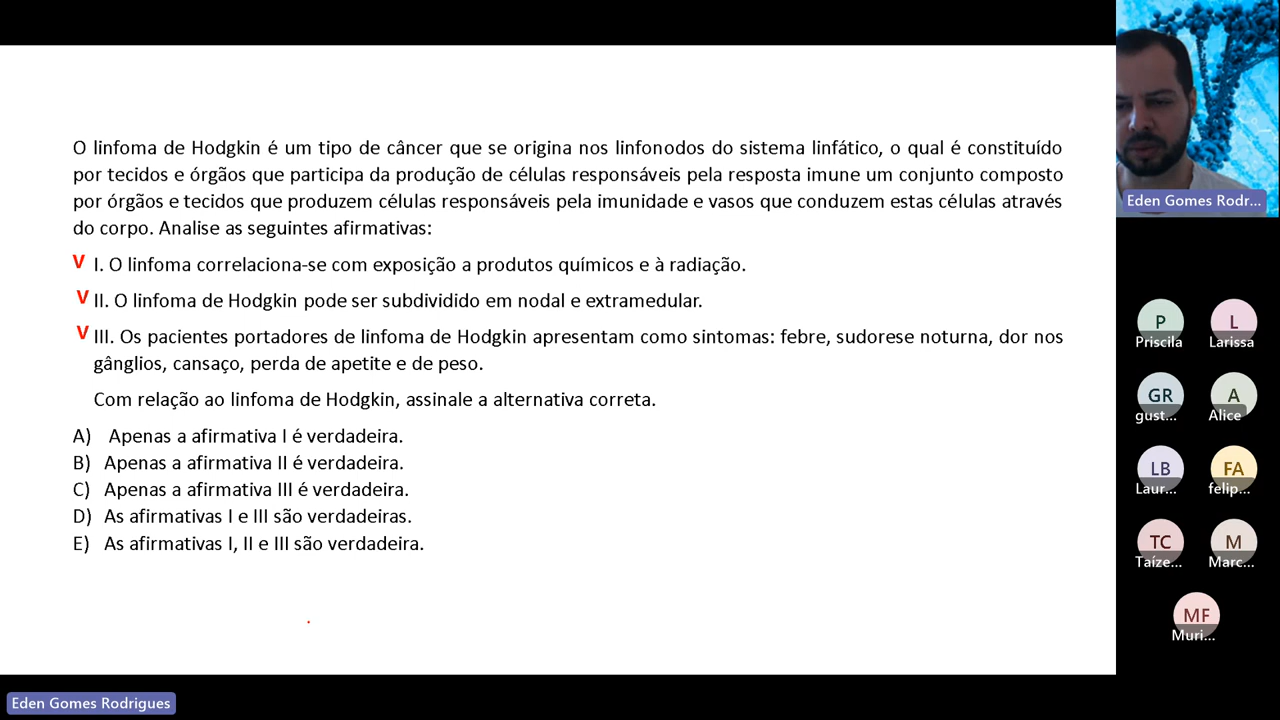 O linfoma de Hodgkin é um tipo de câncer que se origina nos linfonodos do sistema linfático, o qual é constituído
por tecidos e órgãos que participa da produção de células responsáveis pela resposta imune um conjunto composto
por órgãos e tecidos que produzem células responsáveis pela imunidade e vasos que conduzem estas células através
do corpo. Analise as seguintes afirmativas:
V I. O linfoma correlaciona-se com exposição a produtos químicos e à radiação.
V II. O linfoma de Hodgkin pode ser subdividido em nodal e extramedular.
V III. Os pacientes portadores de linfoma de Hodgkin apresentam como sintomas: febre, sudorese noturna, dor nos
gânglios, cansaço, perda de apetite e de peso.
Com relação ao linfoma de Hodgkin, assinale a alternativa correta.
A) Apenas a afirmativa I é verdadeira.
B) Apenas a afirmativa II é verdadeira.
C) Apenas a afirmativa III é verdadeira.
D) As afirmativas I e III são verdadeiras.
E) As afirmativas I, II e III são verdadeira.
Eden Gomes Rodr...
P
Priscila
L
Larissa
GR
gust...
A
Alice
LB
Laur...
FA
felip...
TC
Taíze...
M
Marc...
MF
Muri...
Eden Gomes Rodrigues